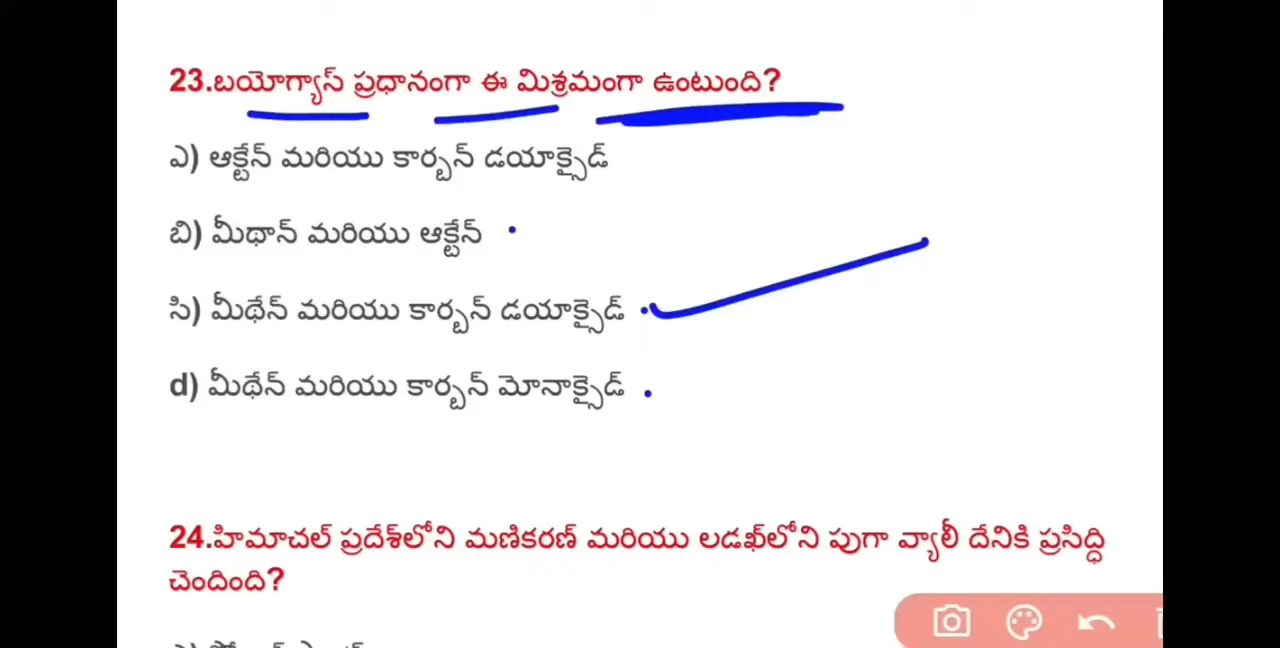 23.బయోగ్యాస్ ప్రధానంగా ఈ మిశ్రమంగా ఉంటుంది?
ఎ) ఆక్టేన్ మరియు కార్బన్ డయాక్సైడ్
బి) మీథాన్ మరియు ఆక్టేన్
సి) మీథేన్ మరియు కార్బన్ డయాక్సైడ్
d) మీథేన్ మరియు కార్బన్ మోనాక్సైడ్
24.హిమాచల్ ప్రదేశ్‌లోని మణికరణ్ మరియు లడఖ్‌లోని పుగా వ్యాలీ దేనికి ప్రసిద్ధి
చెందింది?